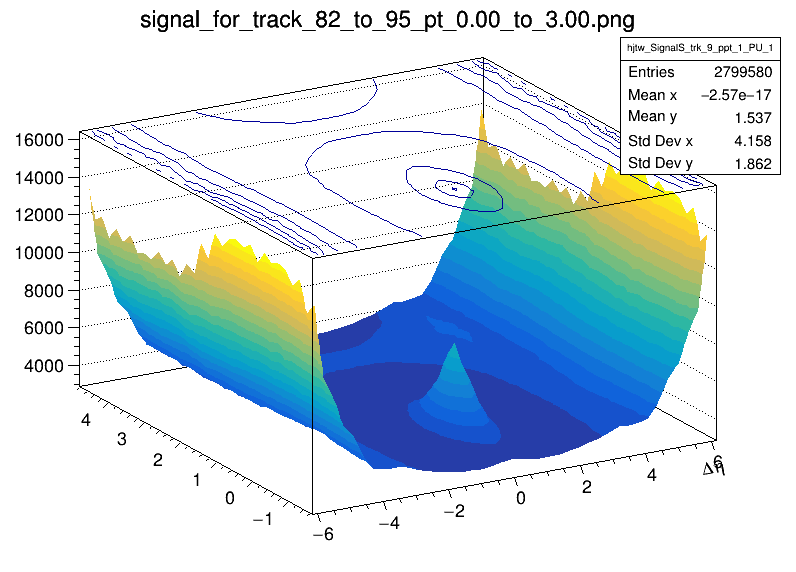 signal_for_track_82_to_95_pt_0.00_to_3.00.png
hjtw_SignalS_trk_9_ppt_1_PU_1
Entries 2799580
Mean x −2.57e−17
Mean y 1.537
Std Dev x 4.158
Std Dev y 1.862
16000
14000
12000
10000
8000
6000
4000
4
3
2
1
0
−1
−6
−4
−2
0
2
4
6
Δη